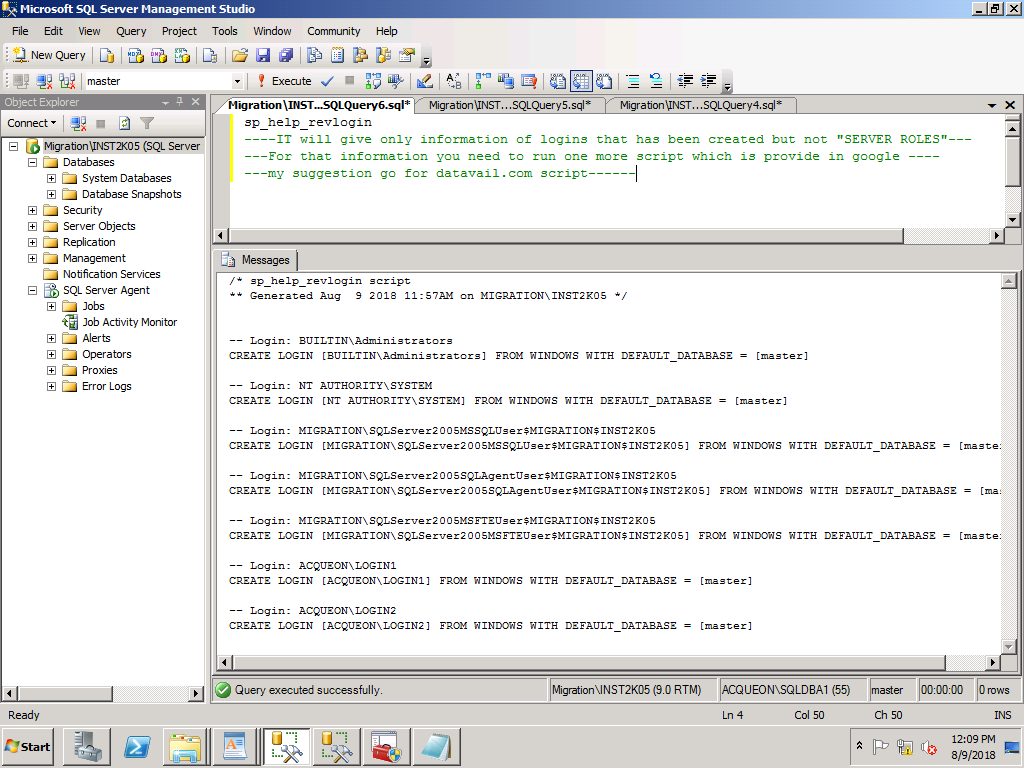 Microsoft SQL Server Management Studio
File Edit View Query Project Tools Window Community Help
New Query
master
Execute
Object Explorer
Connect
Migration\INST2K05 (SQL Server
Databases
System Databases
Database Snapshots
Security
Server Objects
Replication
Management
Notification Services
SQL Server Agent
Jobs
Job Activity Monitor
Alerts
Operators
Proxies
Error Logs
Migration\INST...SQLQuery6.sql* Migration\INST...SQLQuery5.sql* Migration\INST...SQLQuery4.sql*
sp_help_revlogin
----IT will give only information of logins that has been created but not "SERVER ROLES"---
---For that information you need to run one more script which is provide in google ----
---my suggestion go for datavail.com script------
Messages
/* sp_help_revlogin script
** Generated Aug  9 2018 11:57AM on MIGRATION\INST2K05 */
-- Login: BUILTIN\Administrators
CREATE LOGIN [BUILTIN\Administrators] FROM WINDOWS WITH DEFAULT_DATABASE = [master]
-- Login: NT AUTHORITY\SYSTEM
CREATE LOGIN [NT AUTHORITY\SYSTEM] FROM WINDOWS WITH DEFAULT_DATABASE = [master]
-- Login: MIGRATION\SQLServer2005MSSQLUser$MIGRATION$INST2K05
CREATE LOGIN [MIGRATION\SQLServer2005MSSQLUser$MIGRATION$INST2K05] FROM WINDOWS WITH DEFAULT_DATABASE = [maste
-- Login: MIGRATION\SQLServer2005SQLAgentUser$MIGRATION$INST2K05
CREATE LOGIN [MIGRATION\SQLServer2005SQLAgentUser$MIGRATION$INST2K05] FROM WINDOWS WITH DEFAULT_DATABASE = [ma
-- Login: MIGRATION\SQLServer2005MSFTEUser$MIGRATION$INST2K05
CREATE LOGIN [MIGRATION\SQLServer2005MSFTEUser$MIGRATION$INST2K05] FROM WINDOWS WITH DEFAULT_DATABASE = [maste
-- Login: ACQUEON\LOGIN1
CREATE LOGIN [ACQUEON\LOGIN1] FROM WINDOWS WITH DEFAULT_DATABASE = [master]
-- Login: ACQUEON\LOGIN2
CREATE LOGIN [ACQUEON\LOGIN2] FROM WINDOWS WITH DEFAULT_DATABASE = [master]
Query executed successfully. Migration\INST2K05 (9.0 RTM) ACQUEON\SQLDBA1 (55) master 00:00:00 0 rows
Ready Ln 4 Col 50 Ch 50 INS
Start
12:09 PM
8/9/2018